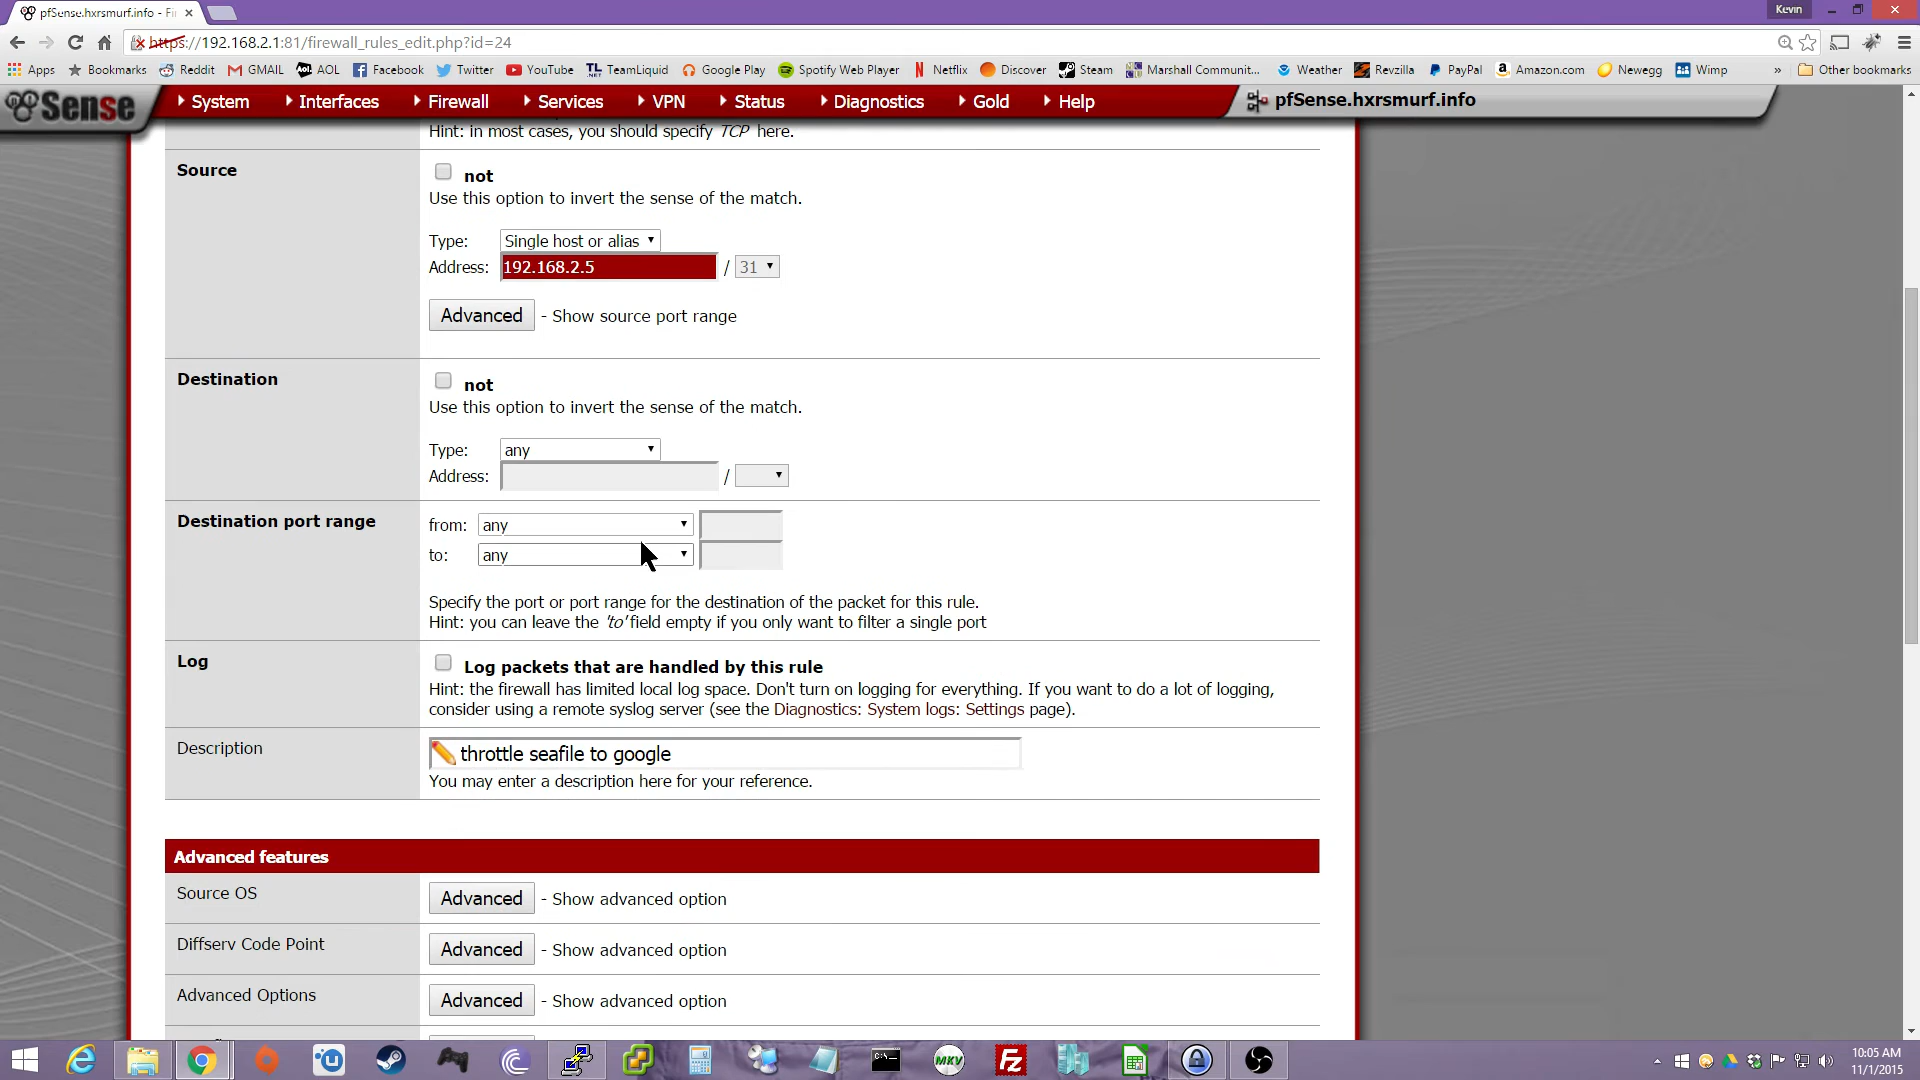 pfSense.hxrsmurf.info - Fir
Kevin
https://192.168.2.1:81/firewall_rules_edit.php?id=24
Apps Bookmarks Reddit GMAIL AOL Facebook Twitter YouTube TeamLiquid Google Play Spotify Web Player Netflix Discover Steam Marshall Communit... Weather Revzilla PayPal Amazon.com Newegg Wimp » Other bookmarks
Sense System Interfaces Firewall Services VPN Status Diagnostics Gold Help pfSense.hxrsmurf.info
Hint: in most cases, you should specify TCP here.
Source
not
Use this option to invert the sense of the match.
Type: Single host or alias
Address: 192.168.2.5 / 31
Advanced - Show source port range
Destination
not
Use this option to invert the sense of the match.
Type: any
Address: /
Destination port range
from: any
to: any
Specify the port or port range for the destination of the packet for this rule.
Hint: you can leave the 'to' field empty if you only want to filter a single port
Log
Log packets that are handled by this rule
Hint: the firewall has limited local log space. Don't turn on logging for everything. If you want to do a lot of logging,
consider using a remote syslog server (see the Diagnostics: System logs: Settings page).
Description
throttle seafile to google
You may enter a description here for your reference.
Advanced features
Source OS Advanced - Show advanced option
Diffserv Code Point Advanced - Show advanced option
Advanced Options Advanced - Show advanced option
MKV
10:05 AM
11/1/2015